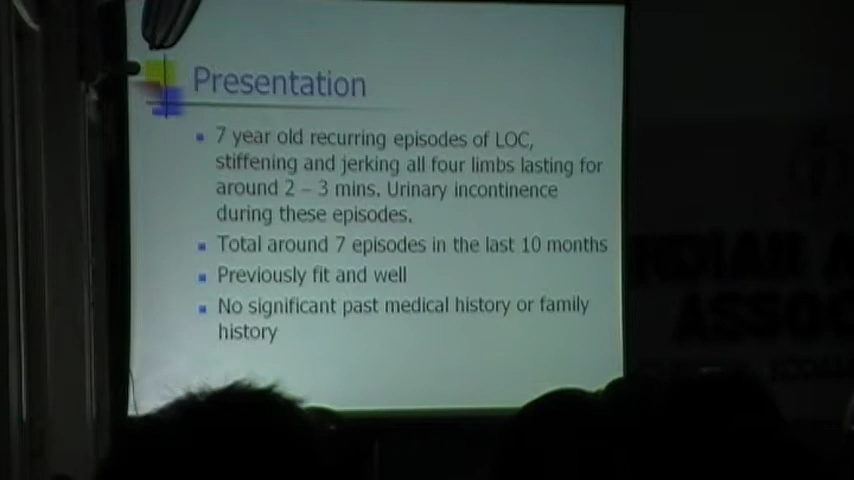 Presentation
7 year old recurring episodes of LOC,
stiffening and jerking all four limbs lasting for
around 2 – 3 mins. Urinary incontinence
during these episodes.
Total around 7 episodes in the last 10 months
Previously fit and well
No significant past medical history or family
history
INDIAN A
ASSOC